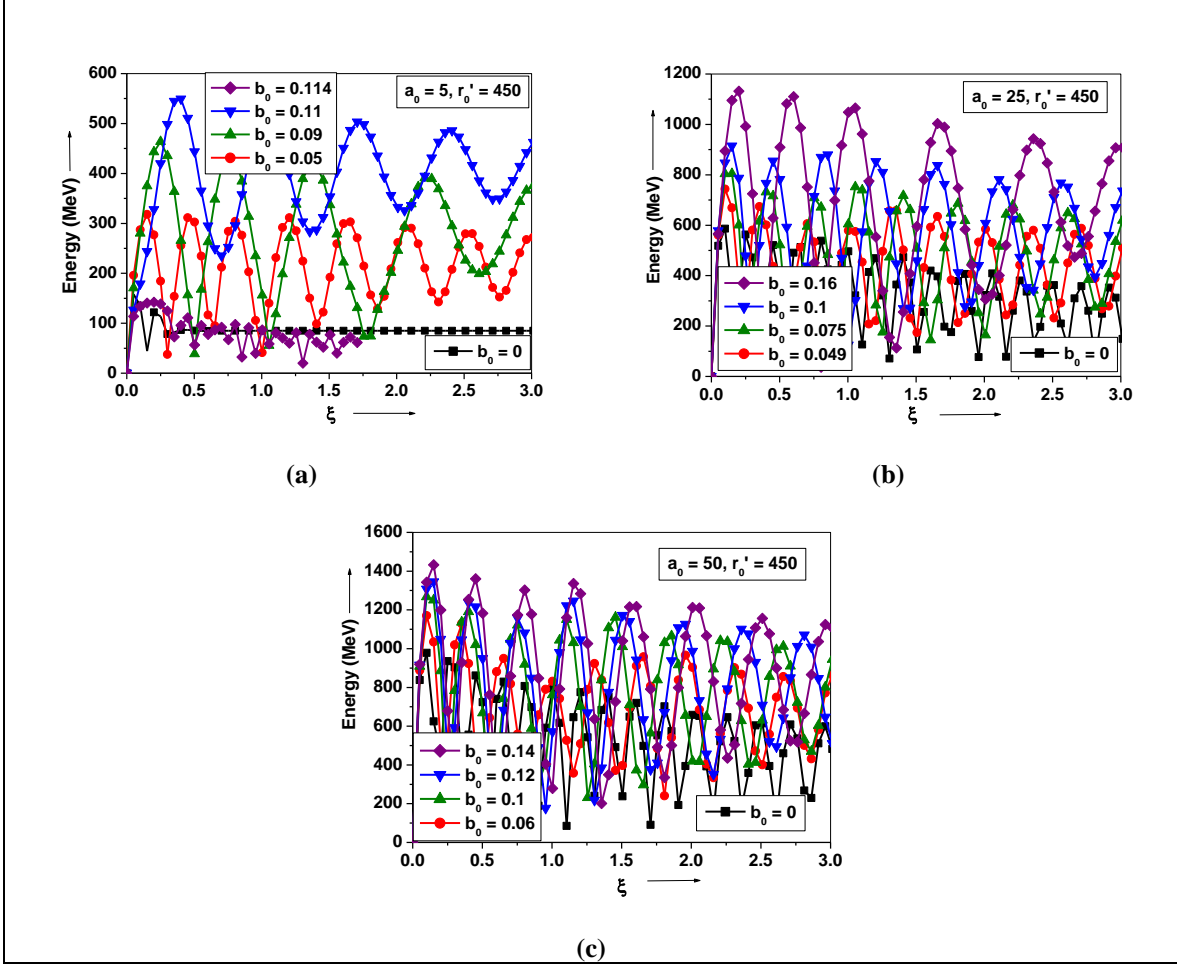 600
500
400
300
200
100
0
Energy (MeV)
b₀ = 0.114
b₀ = 0.11
b₀ = 0.09
b₀ = 0.05
a₀ = 5, r₀' = 450
b₀ = 0
0.0 0.5 1.0 1.5 2.0 2.5 3.0
ξ
(a)
1200
1000
800
600
400
200
0
Energy (MeV)
a₀ = 25, r₀' = 450
b₀ = 0.16
b₀ = 0.1
b₀ = 0.075
b₀ = 0.049
b₀ = 0
0.0 0.5 1.0 1.5 2.0 2.5 3.0
ξ
(b)
1600
1400
1200
1000
800
600
400
200
0
Energy (MeV)
a₀ = 50, r₀' = 450
b₀ = 0.14
b₀ = 0.12
b₀ = 0.1
b₀ = 0.06
b₀ = 0
0.0 0.5 1.0 1.5 2.0 2.5 3.0
ξ
(c)